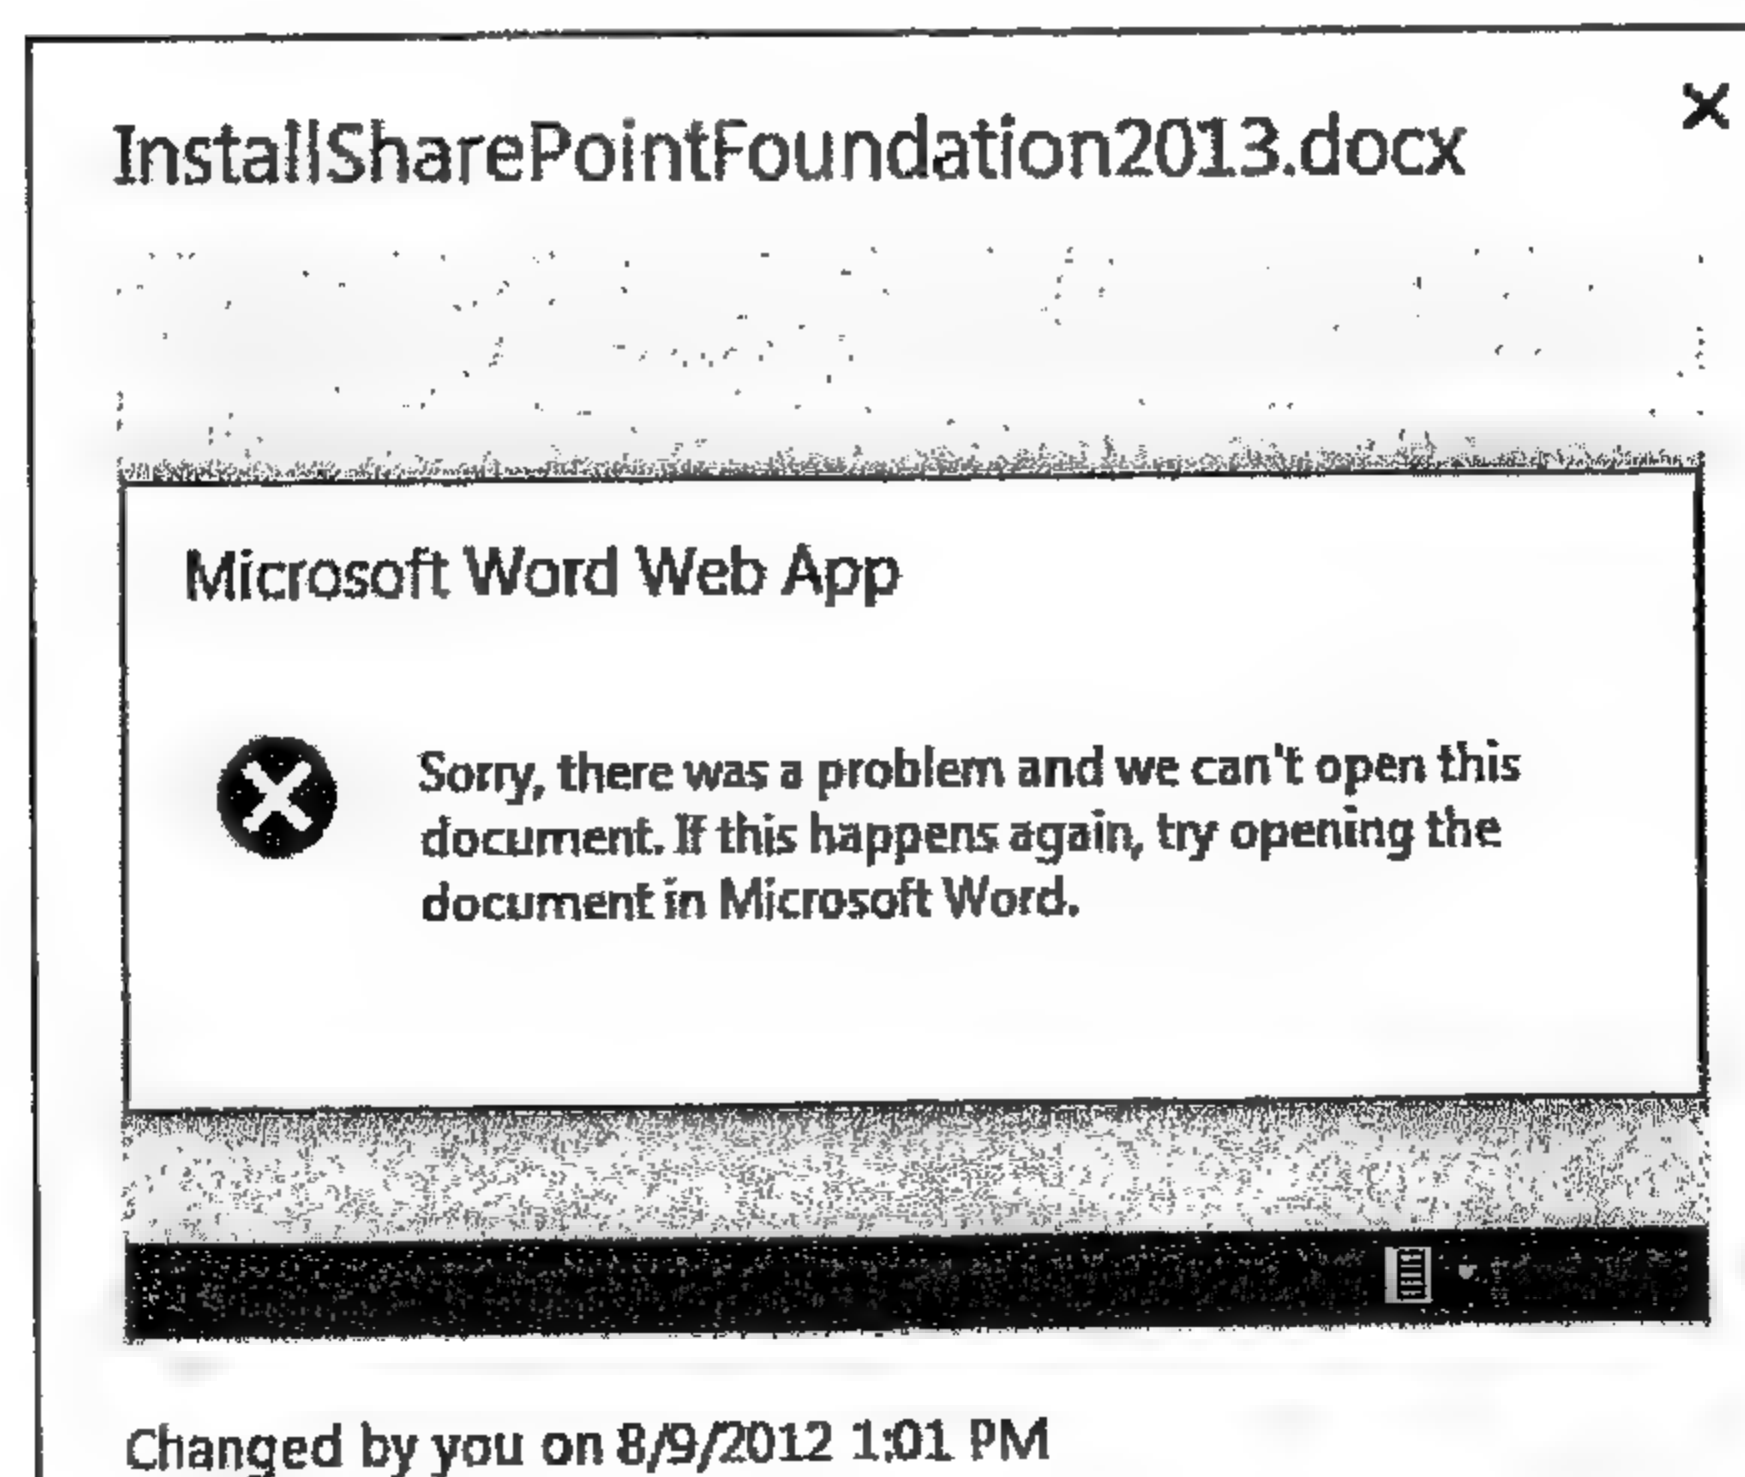 InstallSharePointFoundation2013.docx
Microsoft Word Web App
Sorry, there was a problem and we can't open this
document. If this happens again, try opening the
document in Microsoft Word.
Changed by you on 8/9/2012 1:01 PM